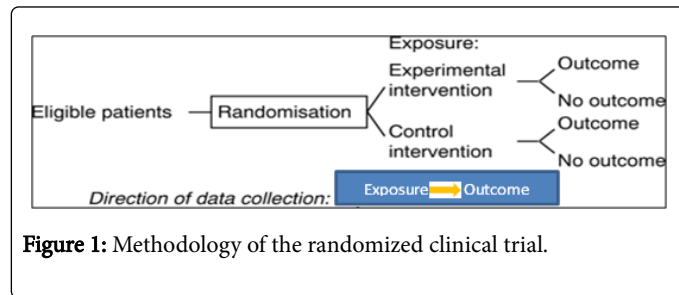 Exposure:
Experimental
intervention
Outcome
No outcome
Eligible patients
Randomisation
Control
intervention
Outcome
No outcome
Direction of data collection:
Exposure Outcome
Figure 1: Methodology of the randomized clinical trial.